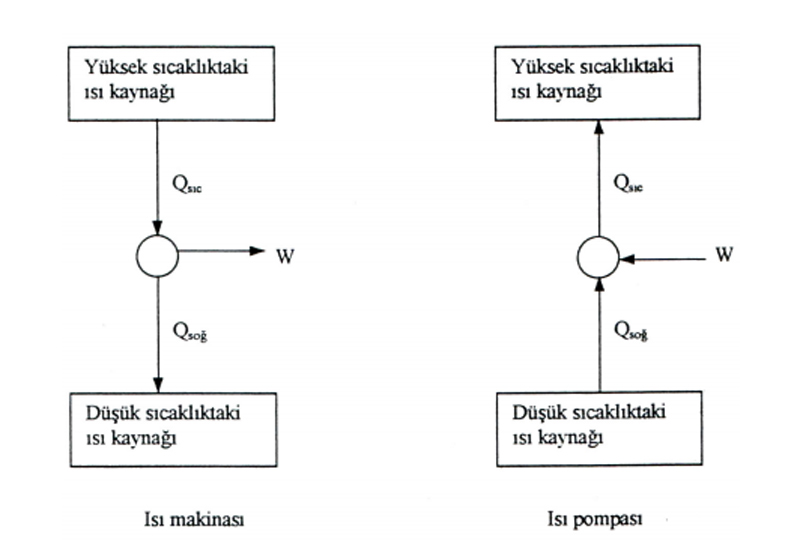 Yüksek sıcaklıktaki
ısı kaynağı
Qsıc
W
Qsoğ
Düşük sıcaklıktaki
ısı kaynağı
Isı makinası
Yüksek sıcaklıktaki
ısı kaynağı
Qsıc
W
Qsoğ
Düşük sıcaklıktaki
ısı kaynağı
Isı pompası